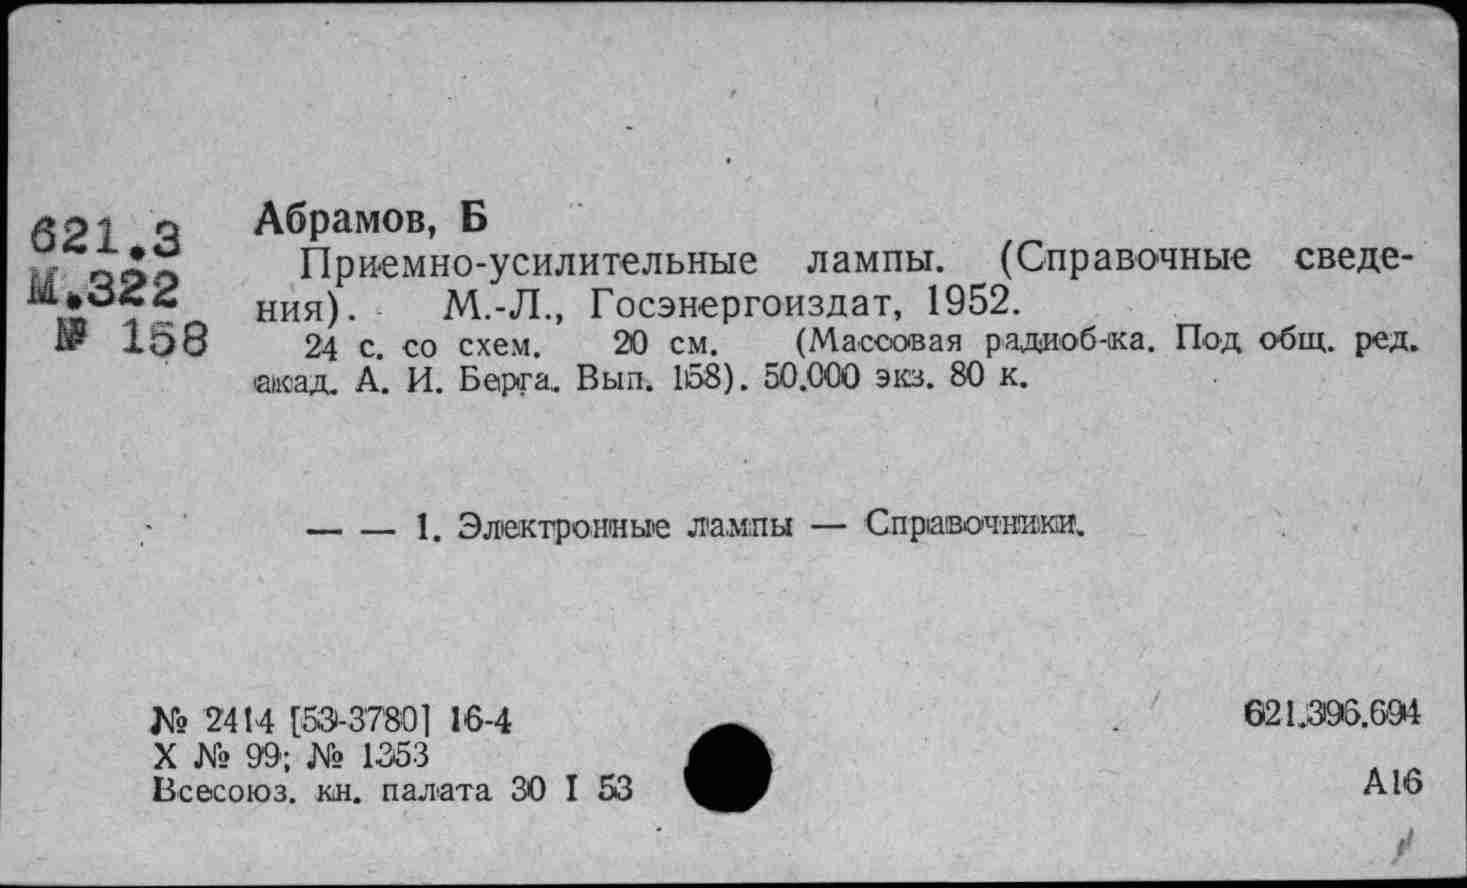 621.3
М.322
№ 158
Абрамов, Б
Приемно-усилительные лампы. (Справочные сведе-
ния). М.-Л., Госэнергоиздат, 1952.
24 с. со схем. 20 см. (Массовая радиоб-ка. Под общ. ред.
акад. А. И. Берга. Вып. 158). 50.000 экз. 80 к.
— — 1. Электронные лампы — Справочники.
№ 2414 [53-3780] 16-4
X № 99; № 1353
Всесоюз. кн. палата 30 I 53
621.396.694
А16